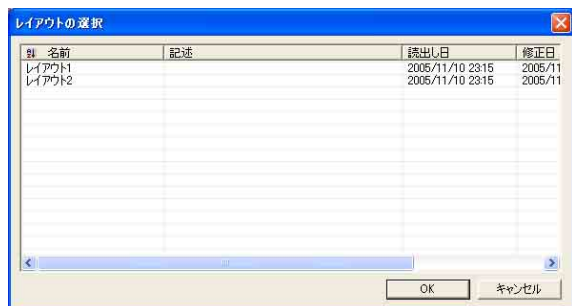 レイアウトの選択
名前 記述 読出し日 修正日
レイアウト1 2005/11/10 23:15 2005/11
レイアウト2 2005/11/10 23:15 2005/11
OK キャンセル